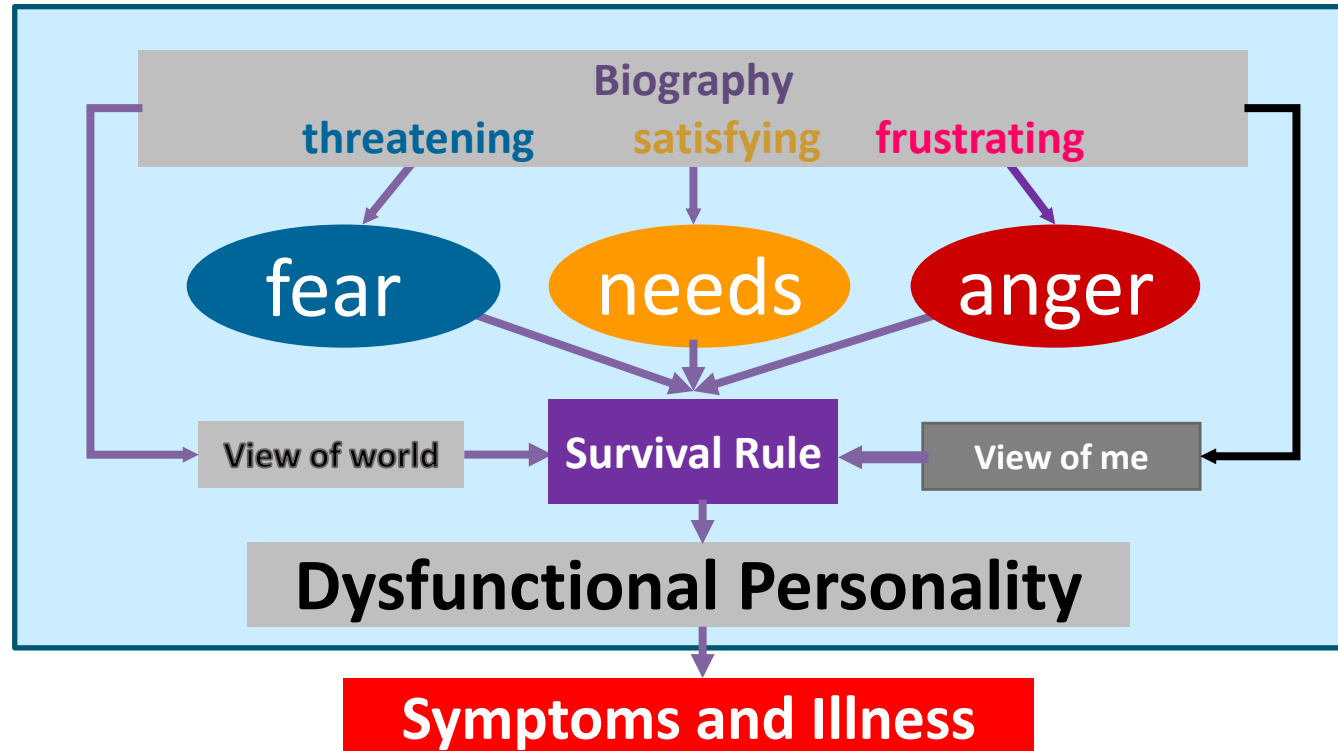 Biography
threatening satisfying frustrating
fear needs anger
View of world Survival Rule View of me
Dysfunctional Personality
Symptoms and Illness